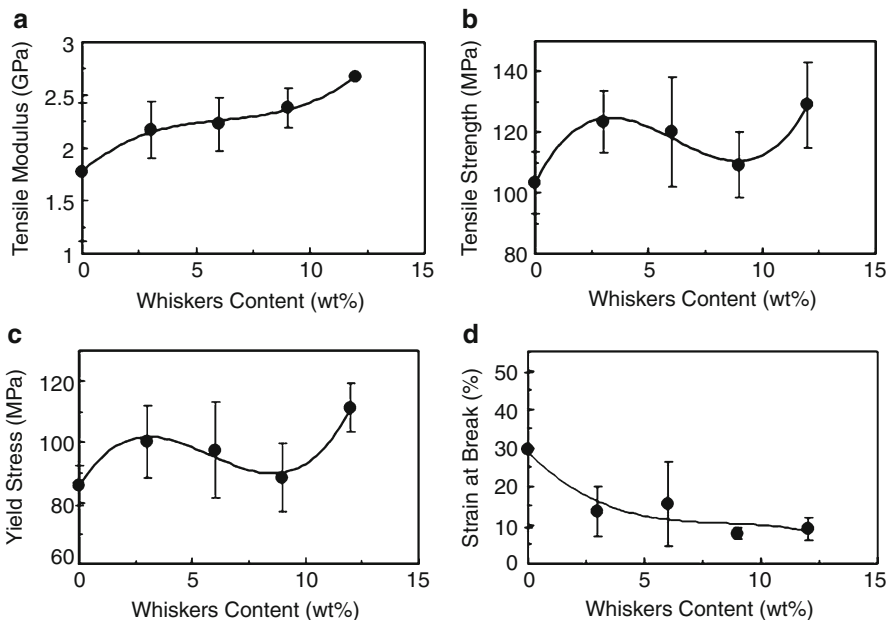 a
Tensile Modulus (GPa)
3
2.5
2
1.5
1
0 5 10 15
Whiskers Content (wt%)
b
Tensile Strength (MPa)
140
120
100
80
0 5 10 15
Whiskers Content (wt%)
c
Yield Stress (MPa)
120
100
80
60
0 5 10 15
Whiskers Content (wt%)
d
Strain at Break (%)
50
40
30
20
10
0
0 5 10 15
Whiskers Content (wt%)